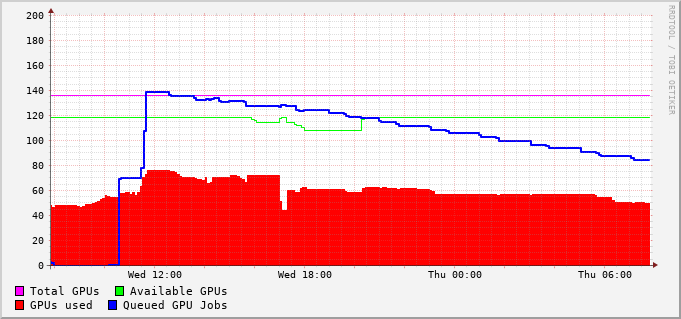 RRDTOOL / TOBI OETIKER
200
180
160
140
120
100
80
60
40
20
0
Wed 12:00 Wed 18:00 Thu 00:00 Thu 06:00
Total GPUs Available GPUs
GPUs used Queued GPU Jobs